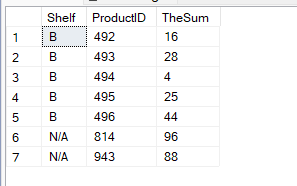 Shelf ProductID TheSum
1 B 492 16
2 B 493 28
3 B 494 4
4 B 495 25
5 B 496 44
6 N/A 814 96
7 N/A 943 88